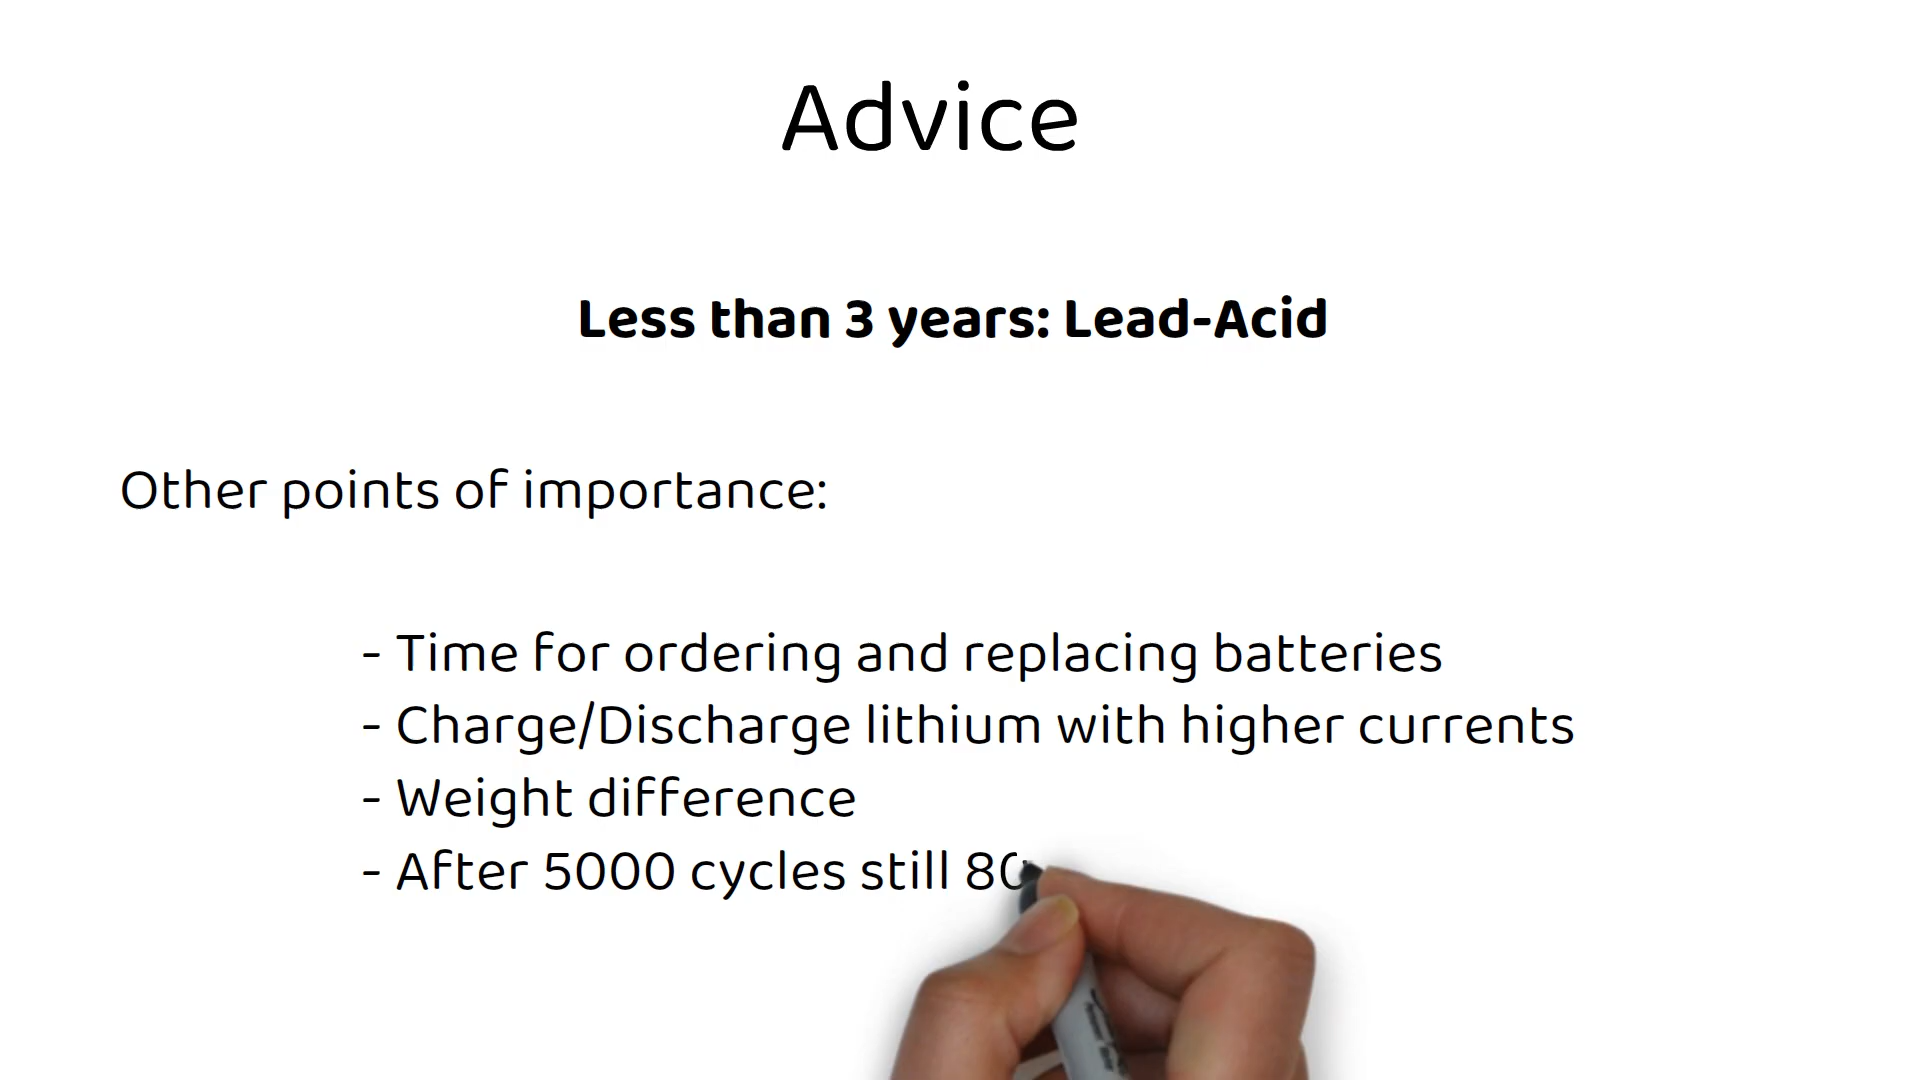 Advice
Less than 3 years: Lead-Acid
Other points of importance:
- Time for ordering and replacing batteries
- Charge/Discharge lithium with higher currents
- Weight difference
- After 5000 cycles still 80